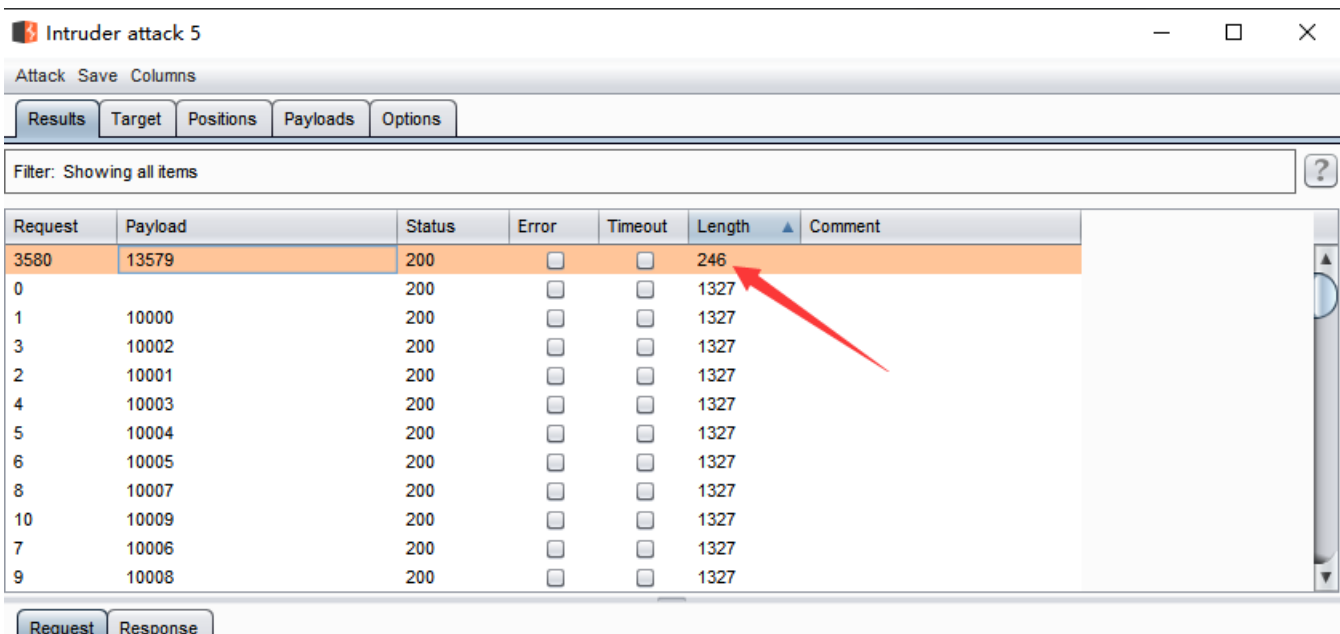 Intruder attack 5
Attack Save Columns
Results Target Positions Payloads Options
Filter: Showing all items ?
Request Payload Status Error Timeout Length Comment
3580 13579 200 246
0 200 1327
1 10000 200 1327
3 10002 200 1327
2 10001 200 1327
4 10003 200 1327
5 10004 200 1327
6 10005 200 1327
8 10007 200 1327
10 10009 200 1327
7 10006 200 1327
9 10008 200 1327
Request Response